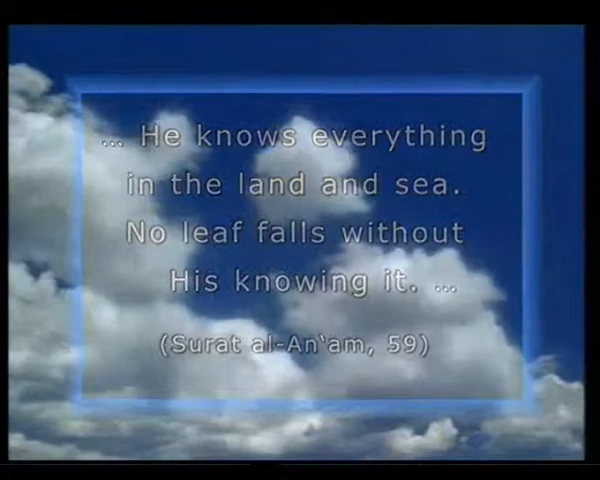 ... He knows everything
in the land and sea.
No leaf falls without
His knowing it. ...
(Surat al-An'am, 59)